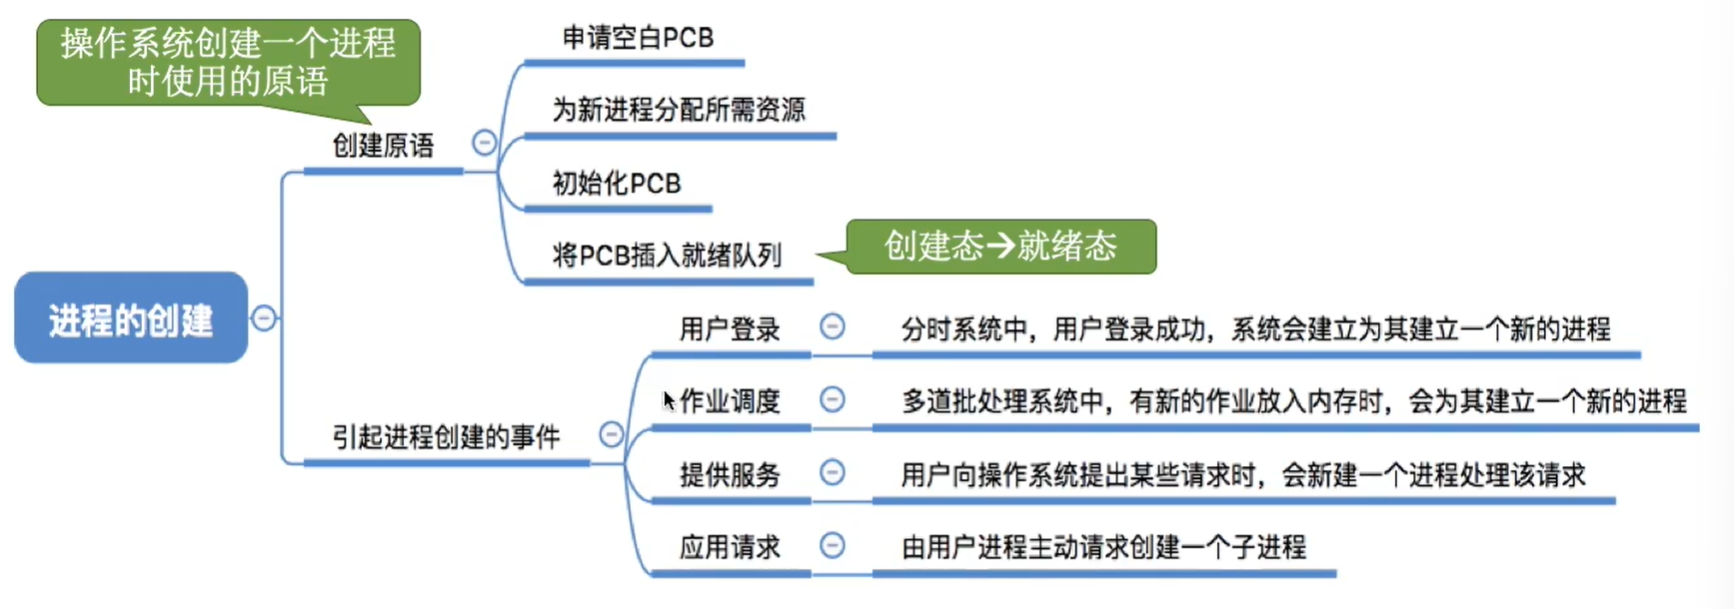 操作系统创建一个进程
时使用的原语
申请空白PCB
为新进程分配所需资源
创建原语
初始化PCB
将PCB插入就绪队列
创建态→就绪态
进程的创建
用户登录
分时系统中，用户登录成功，系统会建立为其建立一个新的进程
作业调度
多道批处理系统中，有新的作业放入内存时，会为其建立一个新的进程
引起进程创建的事件
提供服务
用户向操作系统提出某些请求时，会新建一个进程处理该请求
应用请求
由用户进程主动请求创建一个子进程